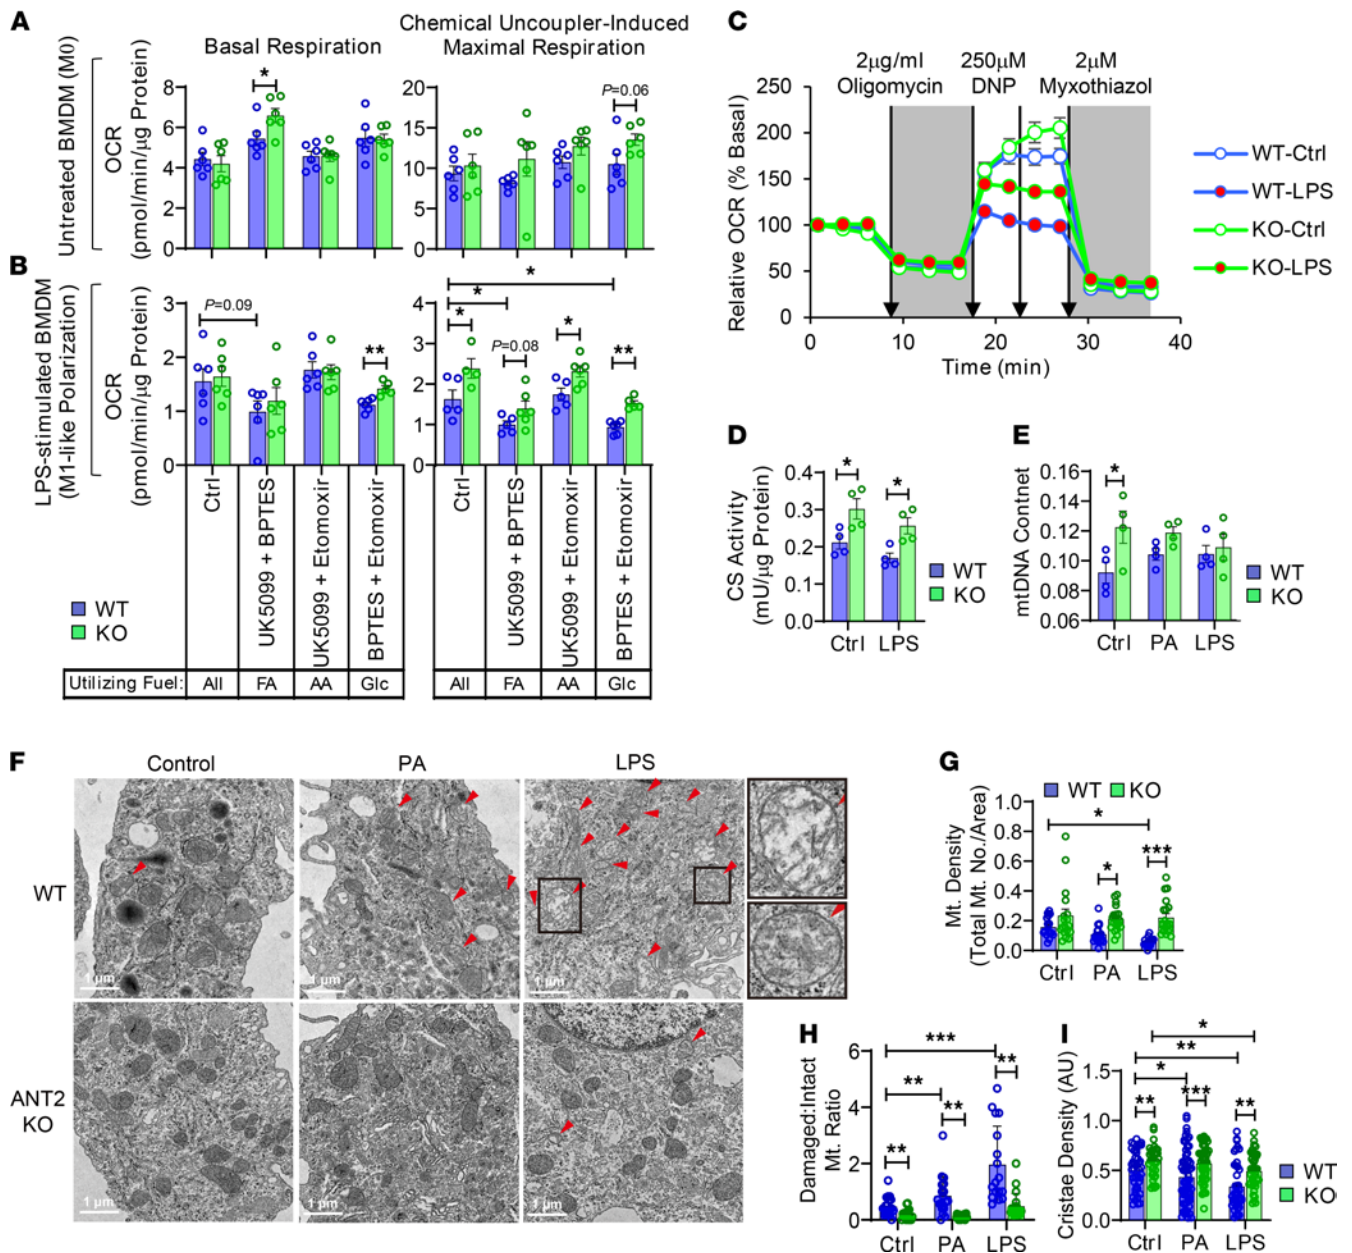 A
Basal Respiration
Chemical Uncoupler-Induced
Maximal Respiration
Untreated BMDM (M0)
OCR
(pmol/min/μg Protein)
8
6
4
2
0
*
20
15
10
5
0
P=0.06
B
LPS-stimulated BMDM
(M1-like Polarization)
OCR
(pmol/min/μg Protein)
3
2
1
0
P=0.09
**
4
3
2
1
0
*
*
*
P=0.08
*
**
Ctrl
UK5099 + BPTES
UK5099 + Etomoxir
BPTES + Etomoxir
Ctrl
UK5099 + BPTES
UK5099 + Etomoxir
BPTES + Etomoxir
WT
KO
Utilizing Fuel: All FA AA Glc
All FA AA Glc
C
2μg/ml
Oligomycin
250μM
DNP
2μM
Myxothiazol
Relative OCR (% Basal)
250
200
150
100
50
0
0 10 20 30 40
Time (min)
WT-Ctrl
WT-LPS
KO-Ctrl
KO-LPS
D
CS Activity
(mU/μg Protein)
0.4
0.3
0.2
0.1
0.0
*
*
Ctrl LPS
WT
KO
E
mtDNA Contnet
0.16
0.14
0.12
0.10
0.08
0.06
*
Ctrl PA LPS
WT
KO
F
Control PA LPS
WT
1 μm
1 μm
1 μm
ANT2
KO
1 μm
1 μm
1 μm
G
WT KO
Mt. Density
(Total Mt. No./Area)
1.0
0.8
0.6
0.4
0.2
0.0
*
*
***
Ctrl PA LPS
H
Damaged:Intact
Mt. Ratio
6
4
2
0
***
**
**
**
**
Ctrl PA LPS
I
Cristae Density (AU)
1.5
1.0
0.5
0.0
*
**
*
**
***
**
Ctrl PA LPS
WT
KO